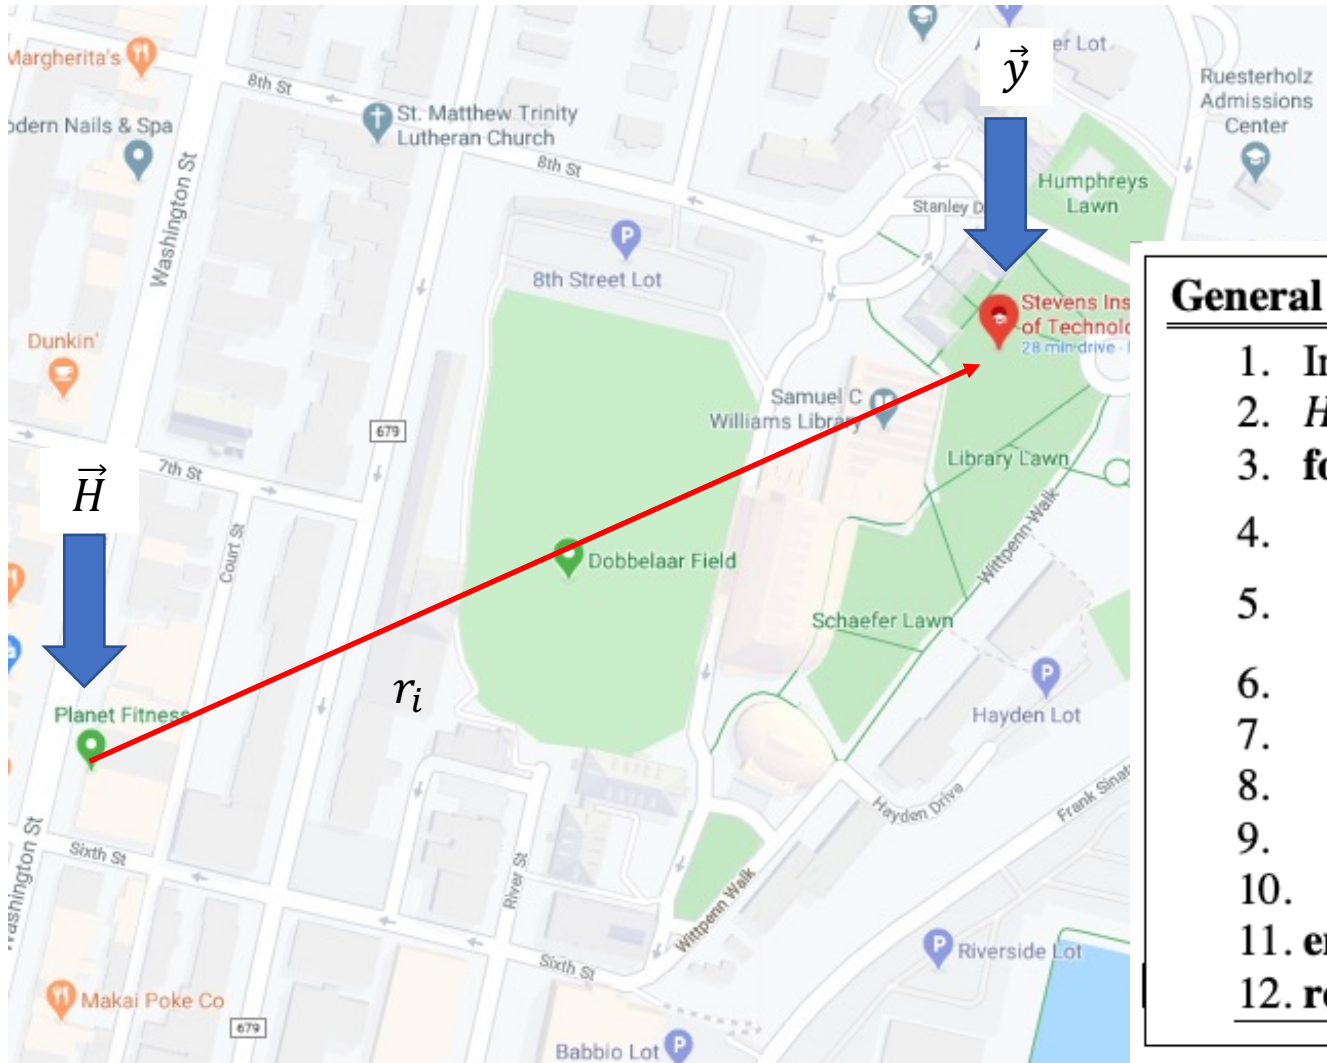 er Lot
Margherita's
8th St
St. Matthew Trinity
Lutheran Church
Ruesterholz
Admissions
Center
dern Nails & Spa
Washington St
8th St
y⃗
Humphreys
Lawn
Stanley D
8th Street Lot
Stevens Ins
of Technolo
28 min drive
Dunkin'
679
Samuel C
Williams Library
Library Lawn
7th St
H⃗
Court St
Dobbelaar Field
Wittpenn Walk
Schaefer Lawn
rᵢ
Planet Fitness
Hayden Lot
Hayden Drive
Frank Sinat
Washington St
Sixth St
River St
Wittpenn Walk
Sixth St
Riverside Lot
Makai Poke Co
679
Babbio Lot
General
1. In
2. H
3. fo
4.
5.
6.
7.
8.
9.
10.
11. en
12. re